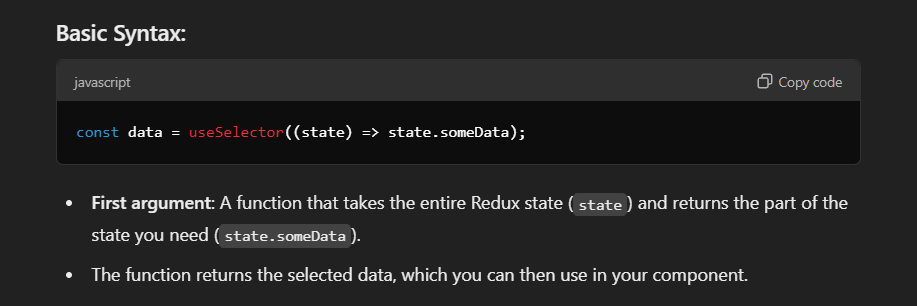 Basic Syntax:
javascript Copy code
const data = useSelector((state) => state.someData);
• First argument: A function that takes the entire Redux state ( state ) and returns the part of the
state you need ( state.someData ).
• The function returns the selected data, which you can then use in your component.